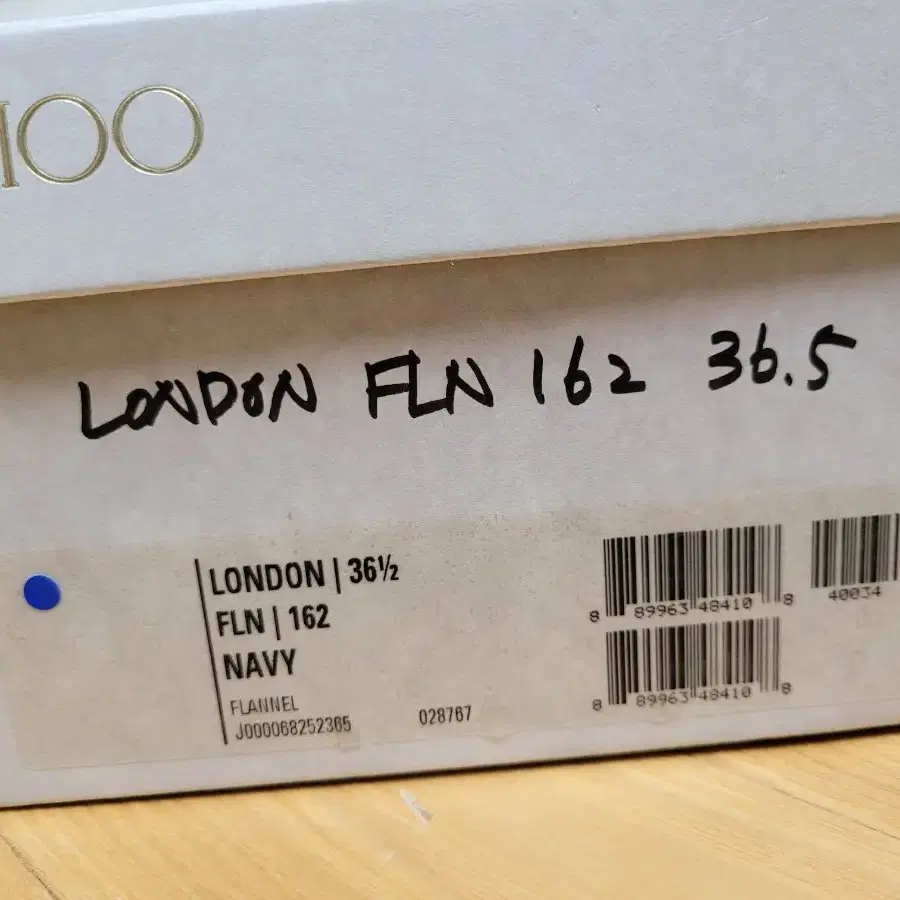 HOO
LONDON FLN 162 36.5
LONDON | 36½
FLN | 162
NAVY
FLANNEL
J000068252365
028767
8 89963 48410 8
40034
8 89963 48410 8